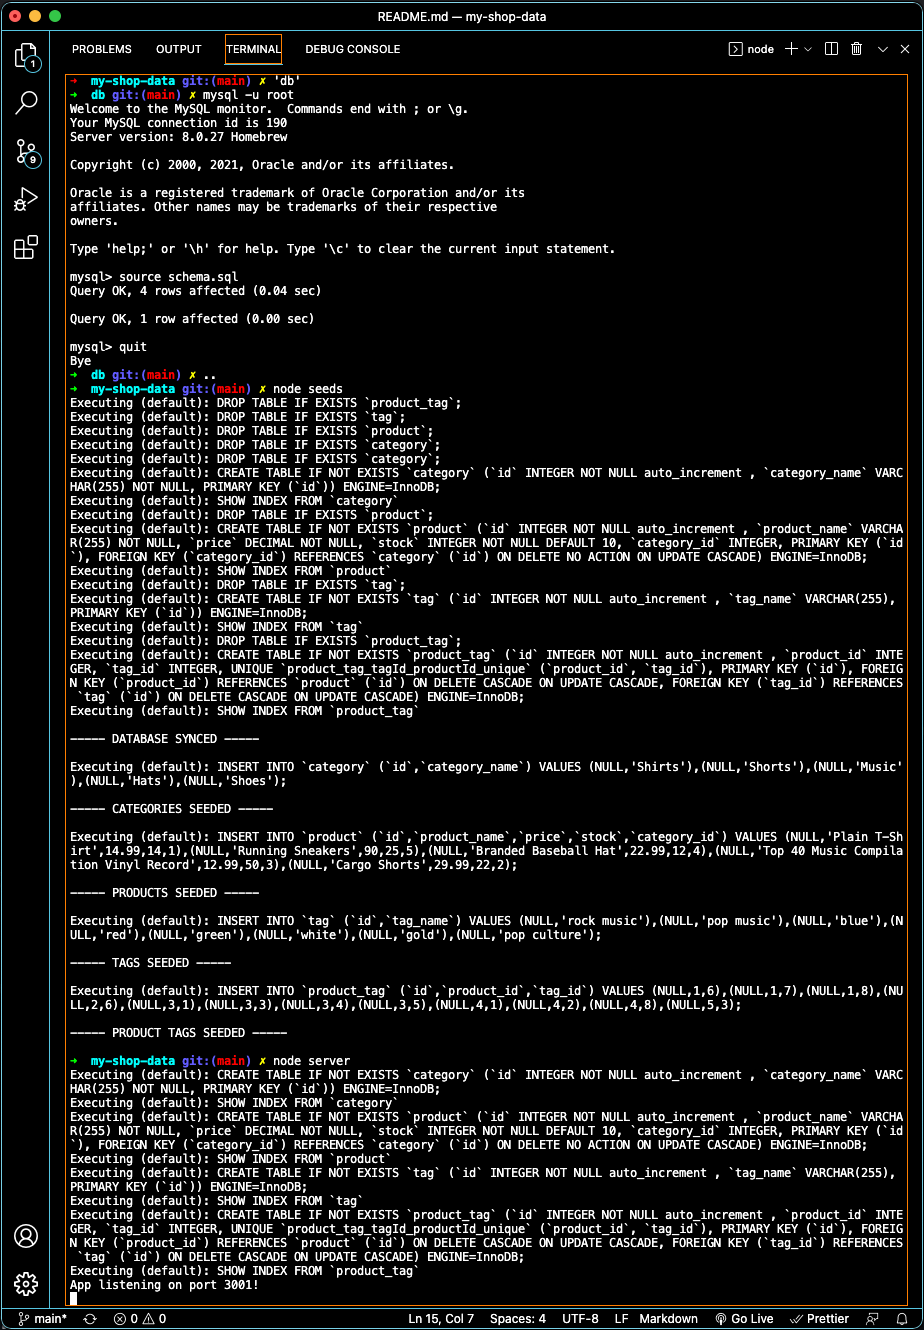 README.md — my-shop-data
PROBLEMS OUTPUT TERMINAL DEBUG CONSOLE node
1
9
➜ my-shop-data git:(main) ✗ 'db'
➜ db git:(main) ✗ mysql -u root
Welcome to the MySQL monitor.  Commands end with ; or \g.
Your MySQL connection id is 190
Server version: 8.0.27 Homebrew
Copyright (c) 2000, 2021, Oracle and/or its affiliates.
Oracle is a registered trademark of Oracle Corporation and/or its
affiliates. Other names may be trademarks of their respective
owners.
Type 'help;' or '\h' for help. Type '\c' to clear the current input statement.
mysql> source schema.sql
Query OK, 4 rows affected (0.04 sec)
Query OK, 1 row affected (0.00 sec)
mysql> quit
Bye
➜ db git:(main) ✗ ..
➜ my-shop-data git:(main) ✗ node seeds
Executing (default): DROP TABLE IF EXISTS `product_tag`;
Executing (default): DROP TABLE IF EXISTS `tag`;
Executing (default): DROP TABLE IF EXISTS `product`;
Executing (default): DROP TABLE IF EXISTS `category`;
Executing (default): DROP TABLE IF EXISTS `category`;
Executing (default): CREATE TABLE IF NOT EXISTS `category` (`id` INTEGER NOT NULL auto_increment , `category_name` VARC
HAR(255) NOT NULL, PRIMARY KEY (`id`)) ENGINE=InnoDB;
Executing (default): SHOW INDEX FROM `category`
Executing (default): DROP TABLE IF EXISTS `product`;
Executing (default): CREATE TABLE IF NOT EXISTS `product` (`id` INTEGER NOT NULL auto_increment , `product_name` VARCHA
R(255) NOT NULL, `price` DECIMAL NOT NULL, `stock` INTEGER NOT NULL DEFAULT 10, `category_id` INTEGER, PRIMARY KEY (`id
`), FOREIGN KEY (`category_id`) REFERENCES `category` (`id`) ON DELETE NO ACTION ON UPDATE CASCADE) ENGINE=InnoDB;
Executing (default): SHOW INDEX FROM `product`
Executing (default): DROP TABLE IF EXISTS `tag`;
Executing (default): CREATE TABLE IF NOT EXISTS `tag` (`id` INTEGER NOT NULL auto_increment , `tag_name` VARCHAR(255),
PRIMARY KEY (`id`)) ENGINE=InnoDB;
Executing (default): SHOW INDEX FROM `tag`
Executing (default): DROP TABLE IF EXISTS `product_tag`;
Executing (default): CREATE TABLE IF NOT EXISTS `product_tag` (`id` INTEGER NOT NULL auto_increment , `product_id` INTE
GER, `tag_id` INTEGER, UNIQUE `product_tag_tagId_productId_unique` (`product_id`, `tag_id`), PRIMARY KEY (`id`), FOREIG
N KEY (`product_id`) REFERENCES `product` (`id`) ON DELETE CASCADE ON UPDATE CASCADE, FOREIGN KEY (`tag_id`) REFERENCES
`tag` (`id`) ON DELETE CASCADE ON UPDATE CASCADE) ENGINE=InnoDB;
Executing (default): SHOW INDEX FROM `product_tag`
----- DATABASE SYNCED -----
Executing (default): INSERT INTO `category` (`id`,`category_name`) VALUES (NULL,'Shirts'),(NULL,'Shorts'),(NULL,'Music'
),(NULL,'Hats'),(NULL,'Shoes');
----- CATEGORIES SEEDED -----
Executing (default): INSERT INTO `product` (`id`,`product_name`,`price`,`stock`,`category_id`) VALUES (NULL,'Plain T-Sh
irt',14.99,14,1),(NULL,'Running Sneakers',90,25,5),(NULL,'Branded Baseball Hat',22.99,12,4),(NULL,'Top 40 Music Compila
tion Vinyl Record',12.99,50,3),(NULL,'Cargo Shorts',29.99,22,2);
----- PRODUCTS SEEDED -----
Executing (default): INSERT INTO `tag` (`id`,`tag_name`) VALUES (NULL,'rock music'),(NULL,'pop music'),(NULL,'blue'),(N
ULL,'red'),(NULL,'green'),(NULL,'white'),(NULL,'gold'),(NULL,'pop culture');
----- TAGS SEEDED -----
Executing (default): INSERT INTO `product_tag` (`id`,`product_id`,`tag_id`) VALUES (NULL,1,6),(NULL,1,7),(NULL,1,8),(NU
LL,2,6),(NULL,3,1),(NULL,3,3),(NULL,3,4),(NULL,3,5),(NULL,4,1),(NULL,4,2),(NULL,4,8),(NULL,5,3);
----- PRODUCT TAGS SEEDED -----
➜ my-shop-data git:(main) ✗ node server
Executing (default): CREATE TABLE IF NOT EXISTS `category` (`id` INTEGER NOT NULL auto_increment , `category_name` VARC
HAR(255) NOT NULL, PRIMARY KEY (`id`)) ENGINE=InnoDB;
Executing (default): SHOW INDEX FROM `category`
Executing (default): CREATE TABLE IF NOT EXISTS `product` (`id` INTEGER NOT NULL auto_increment , `product_name` VARCHA
R(255) NOT NULL, `price` DECIMAL NOT NULL, `stock` INTEGER NOT NULL DEFAULT 10, `category_id` INTEGER, PRIMARY KEY (`id
`), FOREIGN KEY (`category_id`) REFERENCES `category` (`id`) ON DELETE NO ACTION ON UPDATE CASCADE) ENGINE=InnoDB;
Executing (default): SHOW INDEX FROM `product`
Executing (default): CREATE TABLE IF NOT EXISTS `tag` (`id` INTEGER NOT NULL auto_increment , `tag_name` VARCHAR(255),
PRIMARY KEY (`id`)) ENGINE=InnoDB;
Executing (default): SHOW INDEX FROM `tag`
Executing (default): CREATE TABLE IF NOT EXISTS `product_tag` (`id` INTEGER NOT NULL auto_increment , `product_id` INTE
GER, `tag_id` INTEGER, UNIQUE `product_tag_tagId_productId_unique` (`product_id`, `tag_id`), PRIMARY KEY (`id`), FOREIG
N KEY (`product_id`) REFERENCES `product` (`id`) ON DELETE CASCADE ON UPDATE CASCADE, FOREIGN KEY (`tag_id`) REFERENCES
`tag` (`id`) ON DELETE CASCADE ON UPDATE CASCADE) ENGINE=InnoDB;
Executing (default): SHOW INDEX FROM `product_tag`
App listening on port 3001!
main* 0 0 Ln 15, Col 7 Spaces: 4 UTF-8 LF Markdown Go Live Prettier